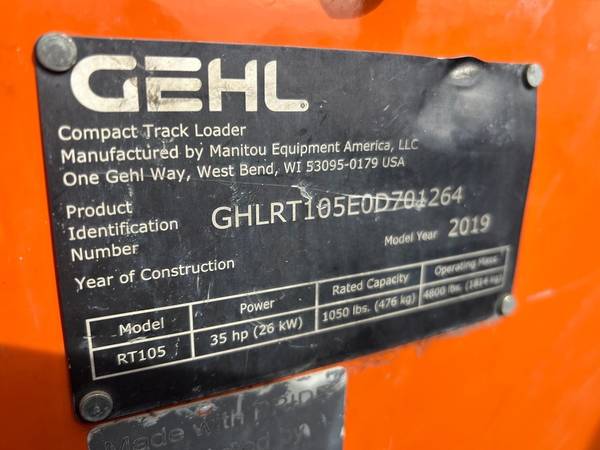 GEHL
Compact Track Loader
Manufactured by Manitou Equipment America, LLC
One Gehl Way, West Bend, WI 53095-0179 USA
Product
Identification
Number
GHLRT105E0D701264
Model Year 2019
Year of Construction
Model Power Rated Capacity Operating Mass
RT105 35 hp (26 kW) 1050 lbs. (476 kg) 4800 lbs. (1814 kg)
Made with